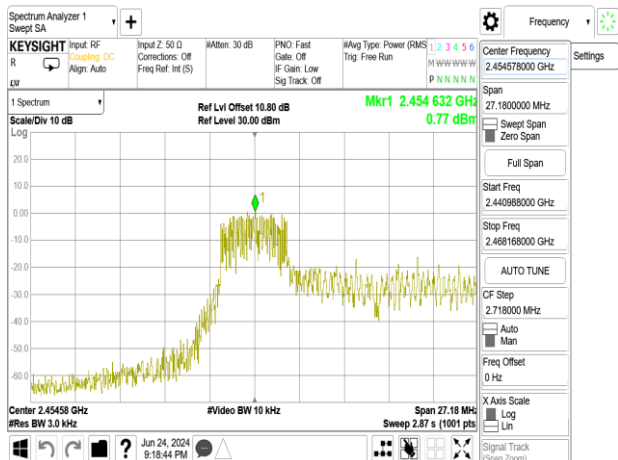 Spectrum Analyzer 1
Swept SA
Frequency
KEYSIGHT
R
LXI
Input: RF
Coupling: DC
Align: Auto
Input Z: 50 Ω
Corrections: Off
Freq Ref: Int (S)
#Atten: 30 dB
PNO: Fast
Gate: Off
IF Gain: Low
Sig Track: Off
#Avg Type: Power (RMS
Trig: Free Run
1 2 3 4 5 6
M W W W W W
P N N N N N
1 Spectrum
Scale/Div 10 dB
Ref Lvl Offset 10.80 dB
Ref Level 30.00 dBm
Mkr1 2.454 632 GHz
0.77 dBm
Log
20.0
10.0
0.00
-10.0
-20.0
-30.0
-40.0
-50.0
-60.0
1
Center 2.45458 GHz
#Res BW 3.0 kHz
#Video BW 10 kHz
Span 27.18 MHz
Sweep 2.87 s (1001 pts)
Jun 24, 2024
9:18:44 PM
Center Frequency
2.454578000 GHz
Settings
Span
27.1800000 MHz
Swept Span
Zero Span
Full Span
Start Freq
2.440988000 GHz
Stop Freq
2.468168000 GHz
AUTO TUNE
CF Step
2.718000 MHz
Auto
Man
Freq Offset
0 Hz
X Axis Scale
Log
Lin
Signal Track
(Span Zoom)